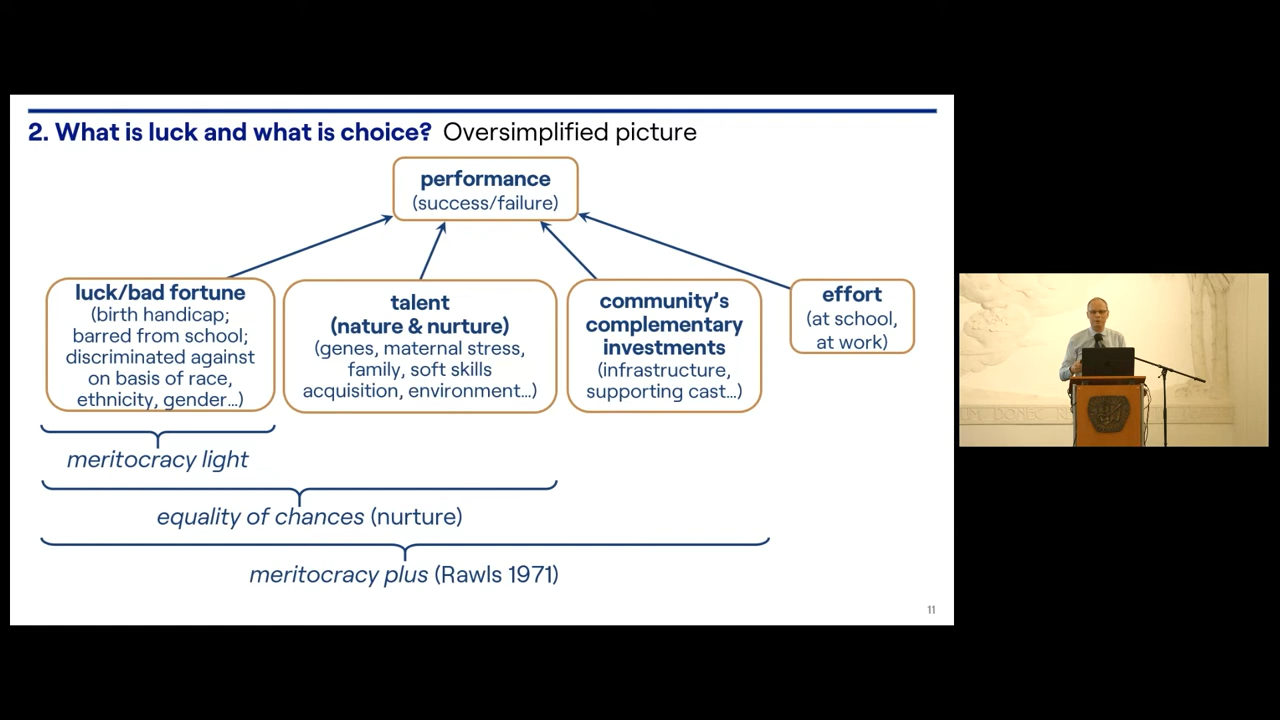 2. What is luck and what is choice? Oversimplified picture
performance
(success/failure)
luck/bad fortune
(birth handicap;
barred from school;
discriminated against
on basis of race,
ethnicity, gender...)
talent
(nature & nurture)
(genes, maternal stress,
family, soft skills
acquisition, environment...)
community's
complementary
investments
(infrastructure,
supporting cast...)
effort
(at school,
at work)
meritocracy light
equality of chances (nurture)
meritocracy plus (Rawls 1971)
11